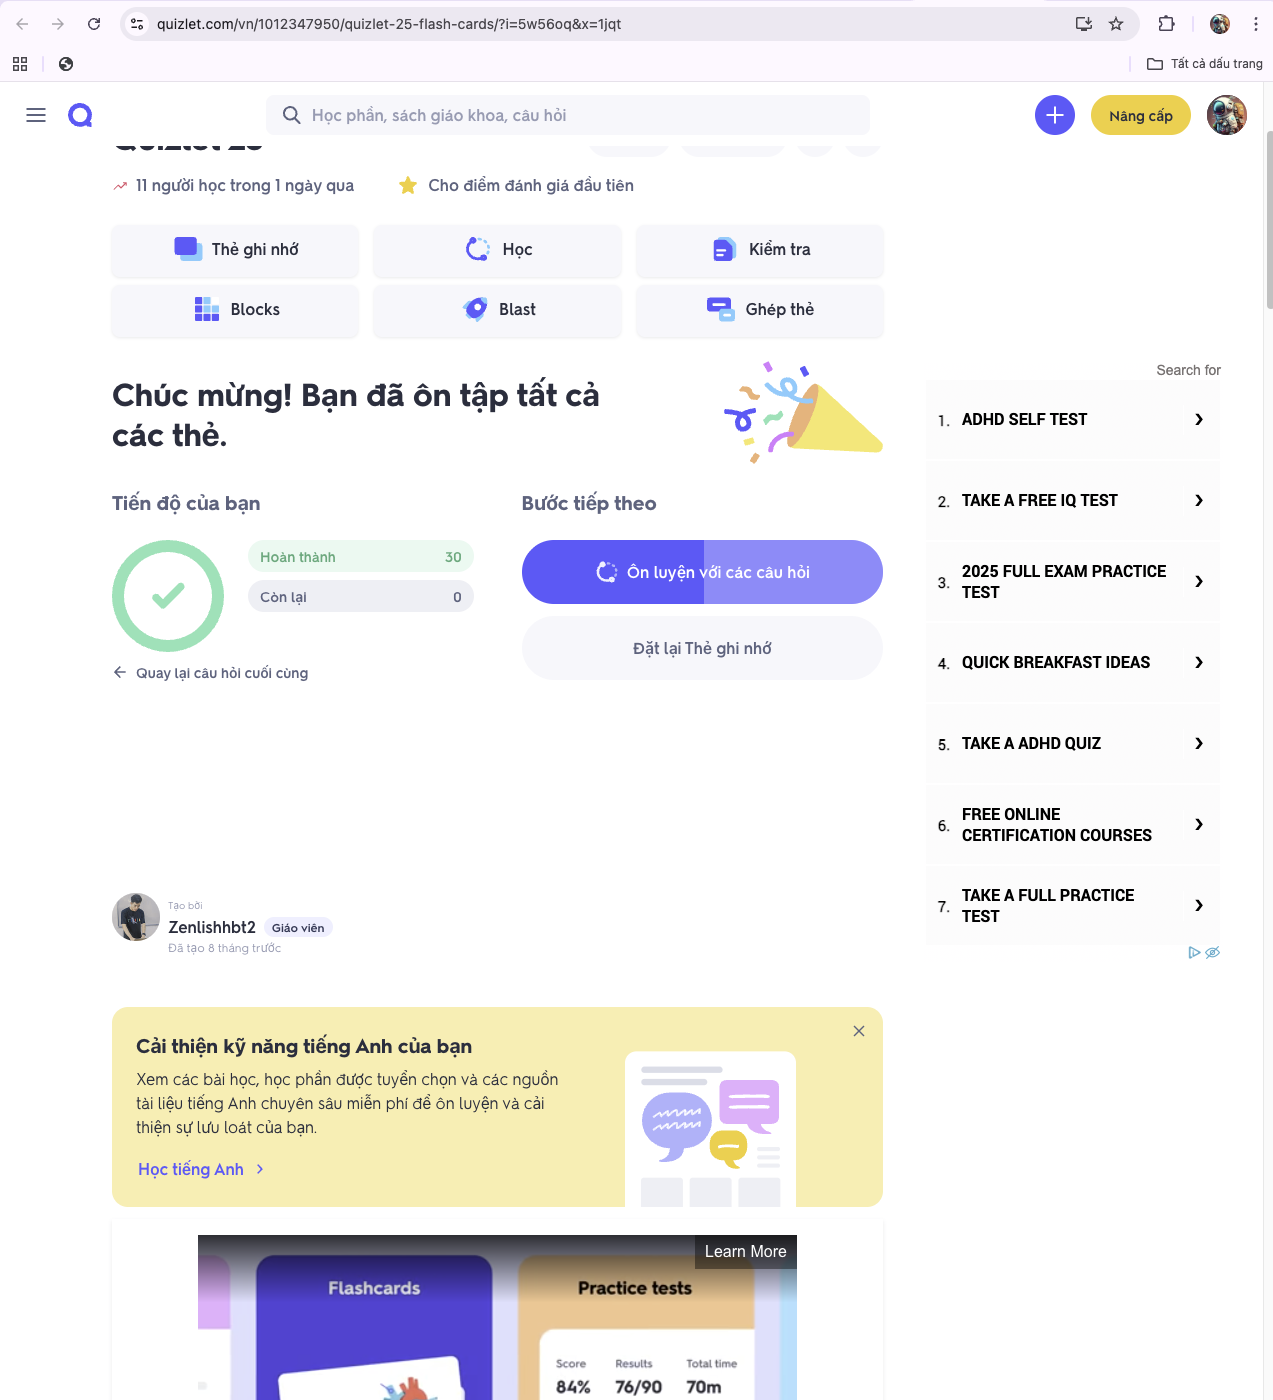 quizlet.com/vn/1012347950/quizlet-25-flash-cards/?i=5w56oq&x=1jqt
Tất cả dấu trang
Học phần, sách giáo khoa, câu hỏi
Nâng cấp
Quizlet 25
11 người học trong 1 ngày qua
Cho điểm đánh giá đầu tiên
Thẻ ghi nhớ
Học
Kiểm tra
Blocks
Blast
Ghép thẻ
Chúc mừng! Bạn đã ôn tập tất cả
các thẻ.
Tiến độ của bạn
Hoàn thành 30
Còn lại 0
Quay lại câu hỏi cuối cùng
Bước tiếp theo
Ôn luyện với các câu hỏi
Đặt lại Thẻ ghi nhớ
Search for
1. ADHD SELF TEST
2. TAKE A FREE IQ TEST
3. 2025 FULL EXAM PRACTICE
TEST
4. QUICK BREAKFAST IDEAS
5. TAKE A ADHD QUIZ
6. FREE ONLINE
CERTIFICATION COURSES
7. TAKE A FULL PRACTICE
TEST
Tạo bởi
Zenlishhbt2 Giáo viên
Đã tạo 8 tháng trước
Cải thiện kỹ năng tiếng Anh của bạn
Xem các bài học, học phần được tuyển chọn và các nguồn
tài liệu tiếng Anh chuyên sâu miễn phí để ôn luyện và cải
thiện sự lưu loát của bạn.
Học tiếng Anh
Learn More
Flashcards
Practice tests
Score Results Total time
84% 76/90 70m